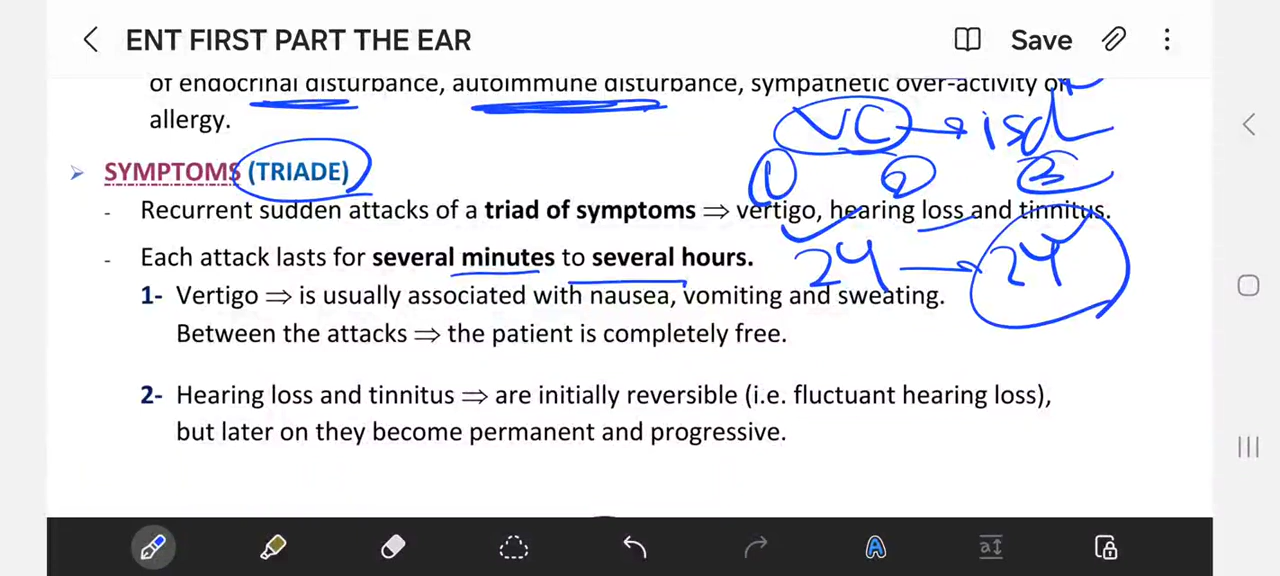 ENT FIRST PART THE EAR
Save
of endocrinal disturbance, autoimmune disturbance, sympathetic over-activity or
allergy.
VC → isd
➢ SYMPTOMS (TRIADE)
1 2 3
- Recurrent sudden attacks of a triad of symptoms ⇒ vertigo, hearing loss and tinnitus.
- Each attack lasts for several minutes to several hours.
24 → 24
1- Vertigo ⇒ is usually associated with nausea, vomiting and sweating.
Between the attacks ⇒ the patient is completely free.
2- Hearing loss and tinnitus ⇒ are initially reversible (i.e. fluctuant hearing loss),
but later on they become permanent and progressive.